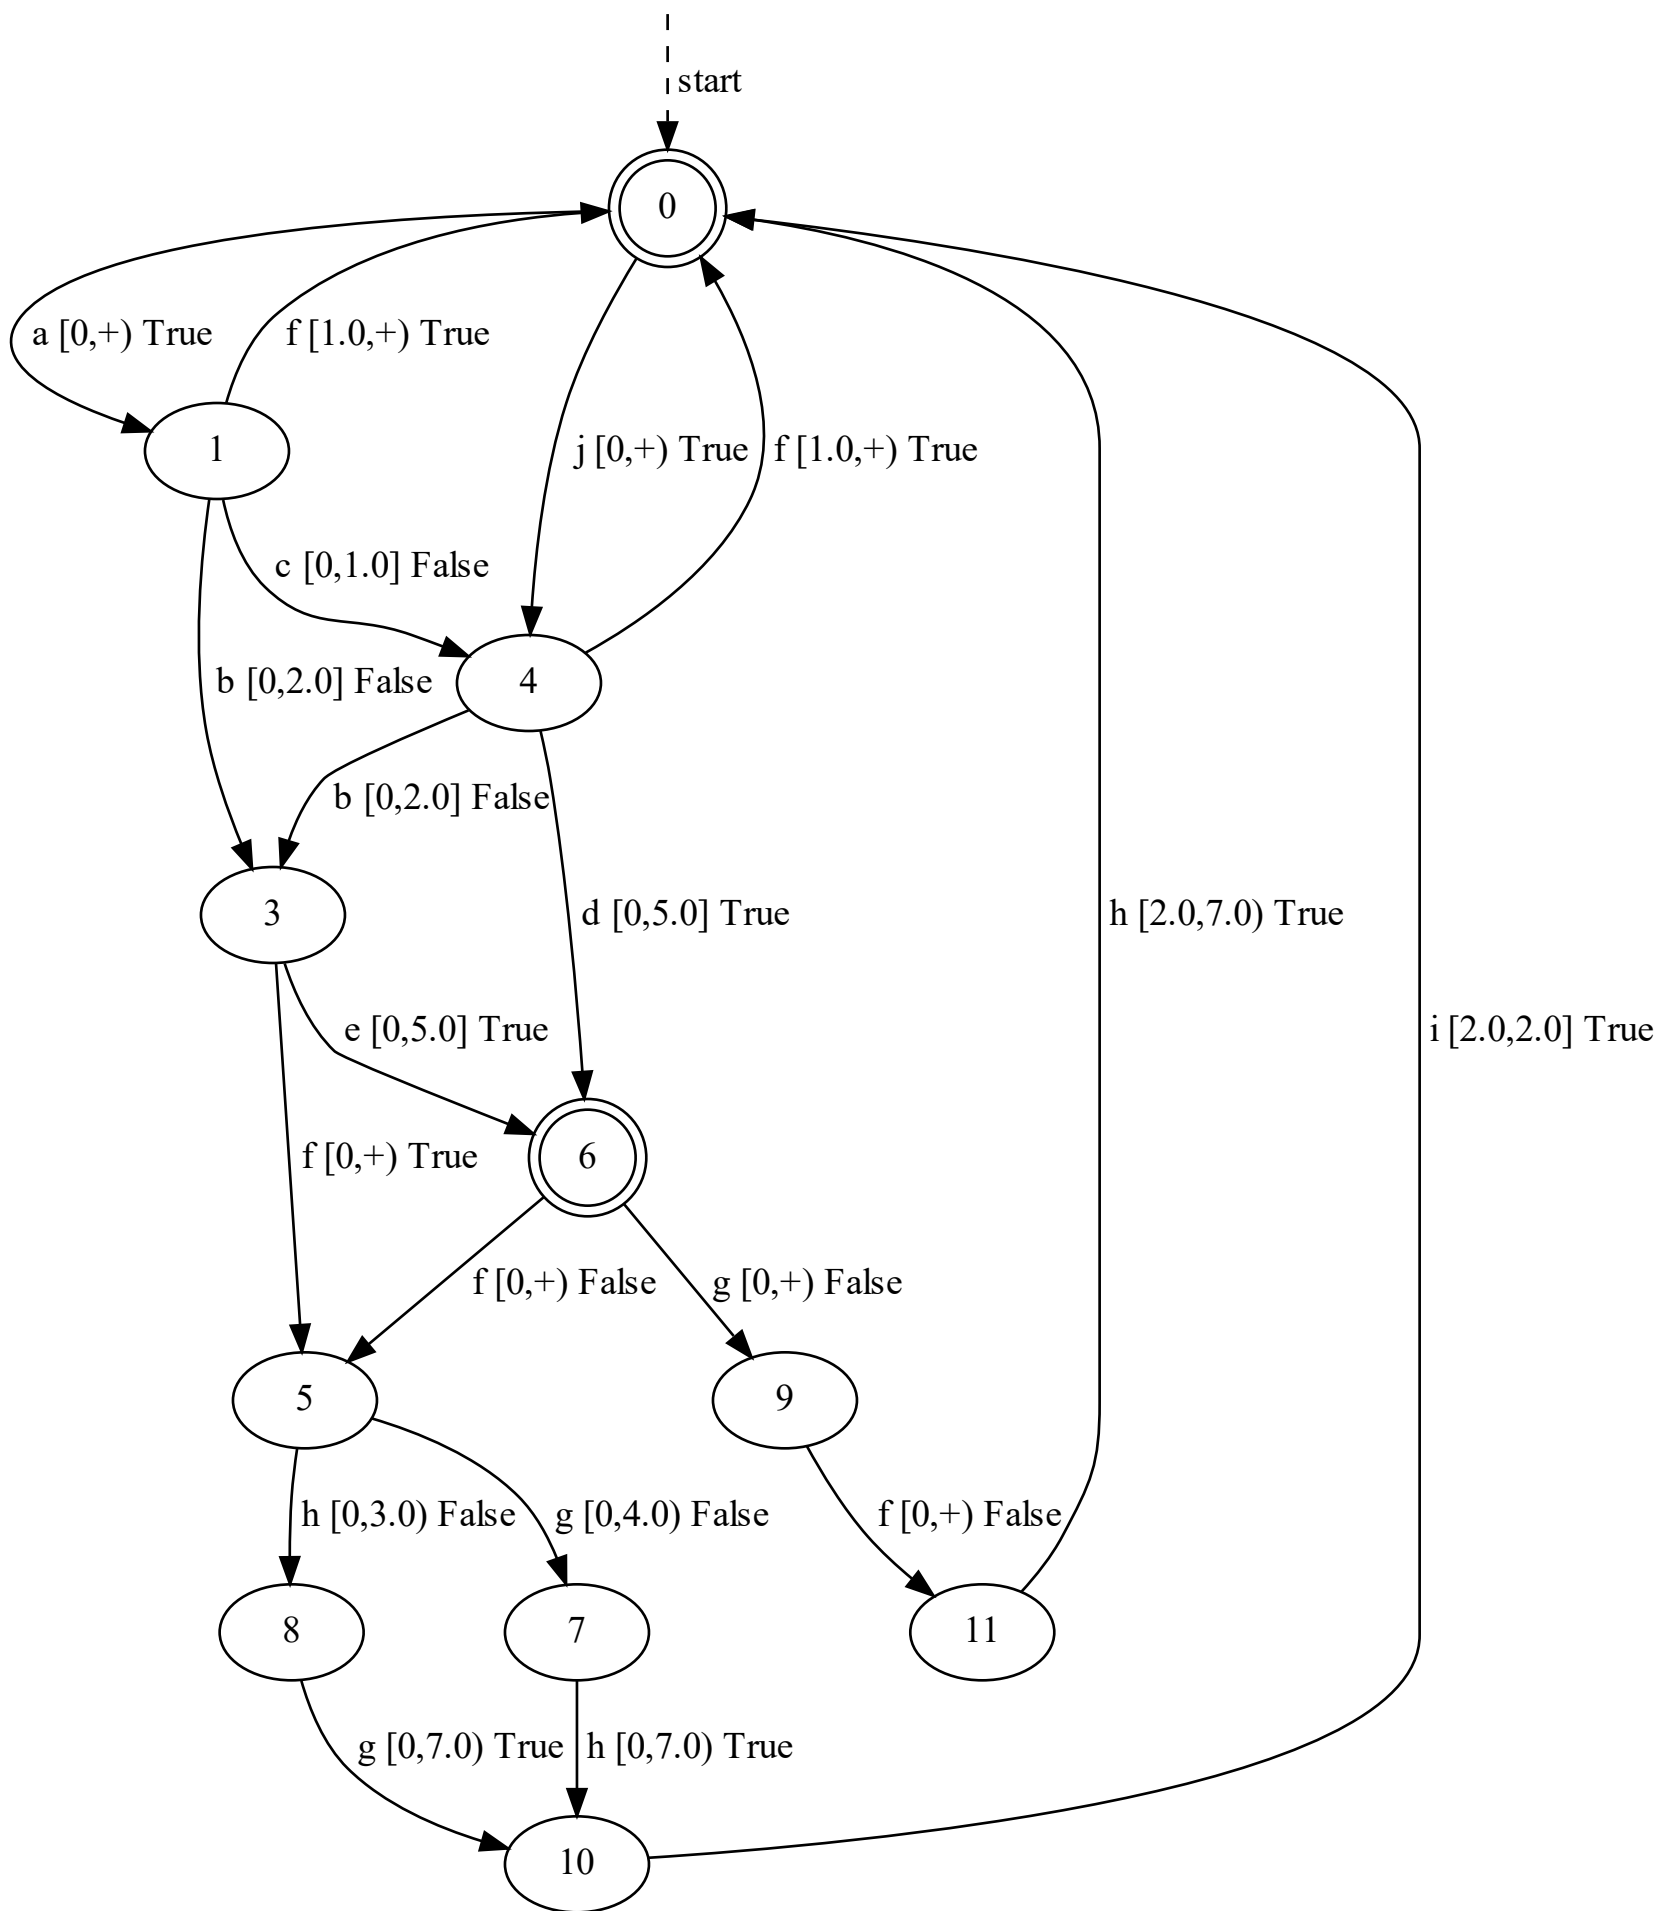 start
0
a [0,+) True
f [1.0,+) True
1
j [0,+) True
f [1.0,+) True
c [0,1.0] False
b [0,2.0] False
4
b [0,2.0] False
3
d [0,5.0] True
h [2.0,7.0) True
e [0,5.0] True
i [2.0,2.0] True
f [0,+) True
6
f [0,+) False
g [0,+) False
5
9
h [0,3.0) False
g [0,4.0) False
f [0,+) False
8
7
11
g [0,7.0) True
h [0,7.0) True
10